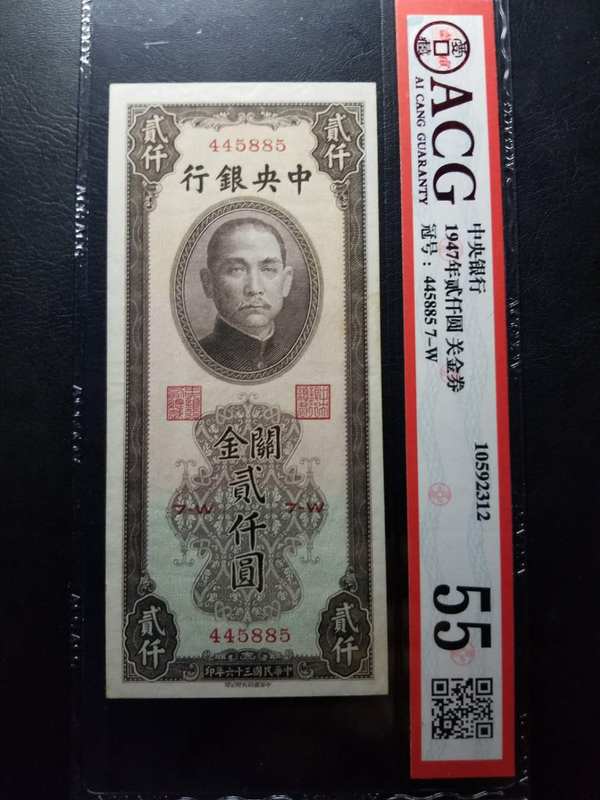 貳仟
貳仟
445885
行銀央中
關
金
貳仟圓
7-W
7-W
445885
貳仟
貳仟
印年六十三國民華中
ACG
AI CANG GUARANTY
中央银行
1947年贰仟圆 关金券
冠号：445885 7-W
10592312
55